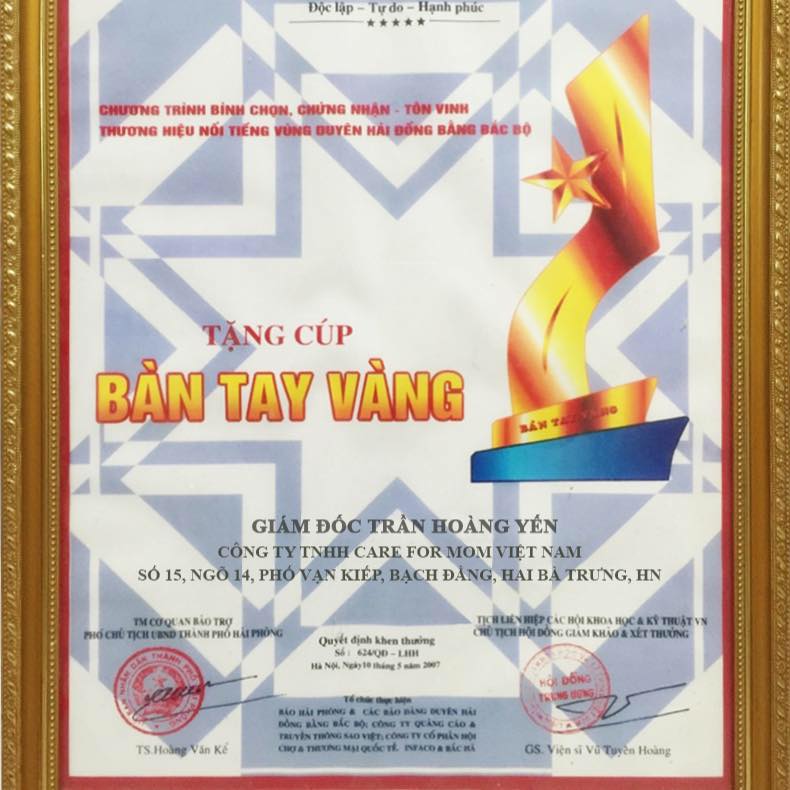 Độc lập – Tự do – Hạnh phúc
CHƯƠNG TRÌNH BÌNH CHỌN, CHỨNG NHẬN - TÔN VINH
THƯƠNG HIỆU NỔI TIẾNG VÙNG DUYÊN HẢI ĐỒNG BẰNG BẮC BỘ
TẶNG CÚP
BÀN TAY VÀNG
BÀN TAY VÀNG
GIÁM ĐỐC TRẦN HOÀNG YẾN
CÔNG TY TNHH CARE FOR MOM VIỆT NAM
SỐ 15, NGÕ 14, PHỐ VẠN KIẾP, BẠCH ĐẰNG, HAI BÀ TRƯNG, HN
TM CƠ QUAN BẢO TRỢ
PHÓ CHỦ TỊCH UBND THÀNH PHỐ HẢI PHÒNG
TS.Hoàng Văn Kể
Quyết định khen thưởng
Số : 624/QĐ – LHH
Hà Nội, Ngày10 tháng 5 năm 2007
Tổ chức thực hiện
BÁO HẢI PHÒNG & CÁC BÁO ĐẢNG DUYÊN HẢI
ĐỒNG BẰNG BẮC BỘ; CÔNG TY QUẢNG CÁO &
TRUYỀN THÔNG SAO VIỆT; CÔNG TY CỔ PHẦN HỘI
CHỢ & THƯƠNG MẠI QUỐC TẾ. INFACO & BẮC HÀ
TỊCH LIÊN HIỆP CÁC HỘI KHOA HỌC & KỸ THUẬT VN
CHỦ TỊCH HỘI ĐỒNG GIÁM KHẢO & XÉT THƯỞNG
HỘI ĐỒNG
TRUNG ƯƠNG
GS. Viện sĩ Vũ Tuyên Hoàng